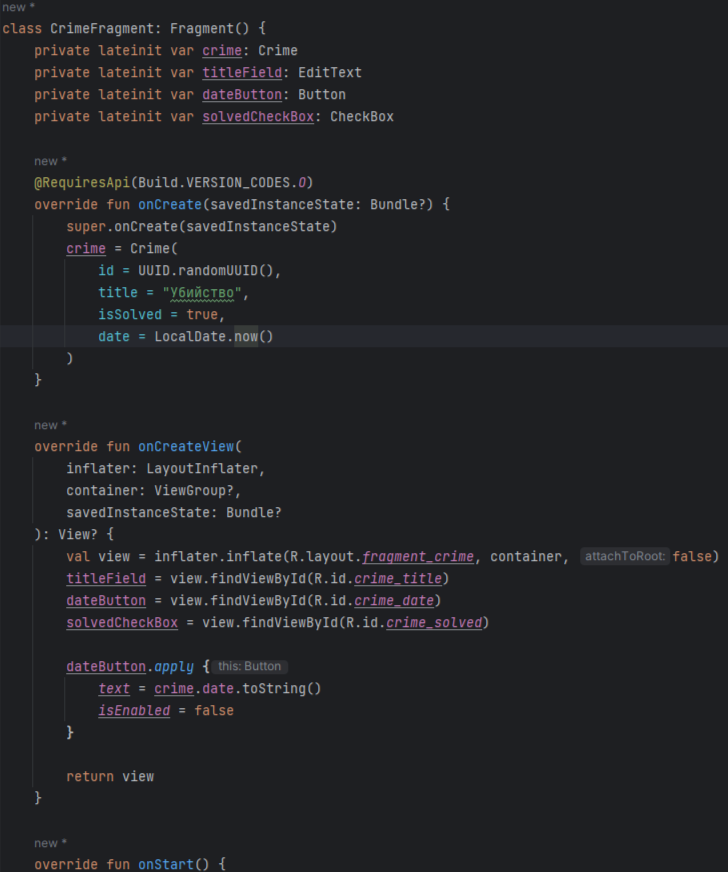 new *
class CrimeFragment: Fragment() {
private lateinit var crime: Crime
private lateinit var titleField: EditText
private lateinit var dateButton: Button
private lateinit var solvedCheckBox: CheckBox
new *
@RequiresApi(Build.VERSION_CODES.O)
override fun onCreate(savedInstanceState: Bundle?) {
super.onCreate(savedInstanceState)
crime = Crime(
id = UUID.randomUUID(),
title = "Убийство",
isSolved = true,
date = LocalDate.now()
)
}
new *
override fun onCreateView(
inflater: LayoutInflater,
container: ViewGroup?,
savedInstanceState: Bundle?
): View? {
val view = inflater.inflate(R.layout.fragment_crime, container, attachToRoot: false)
titleField = view.findViewById(R.id.crime_title)
dateButton = view.findViewById(R.id.crime_date)
solvedCheckBox = view.findViewById(R.id.crime_solved)
dateButton.apply { this: Button
text = crime.date.toString()
isEnabled = false
}
return view
}
new *
override fun onStart() {